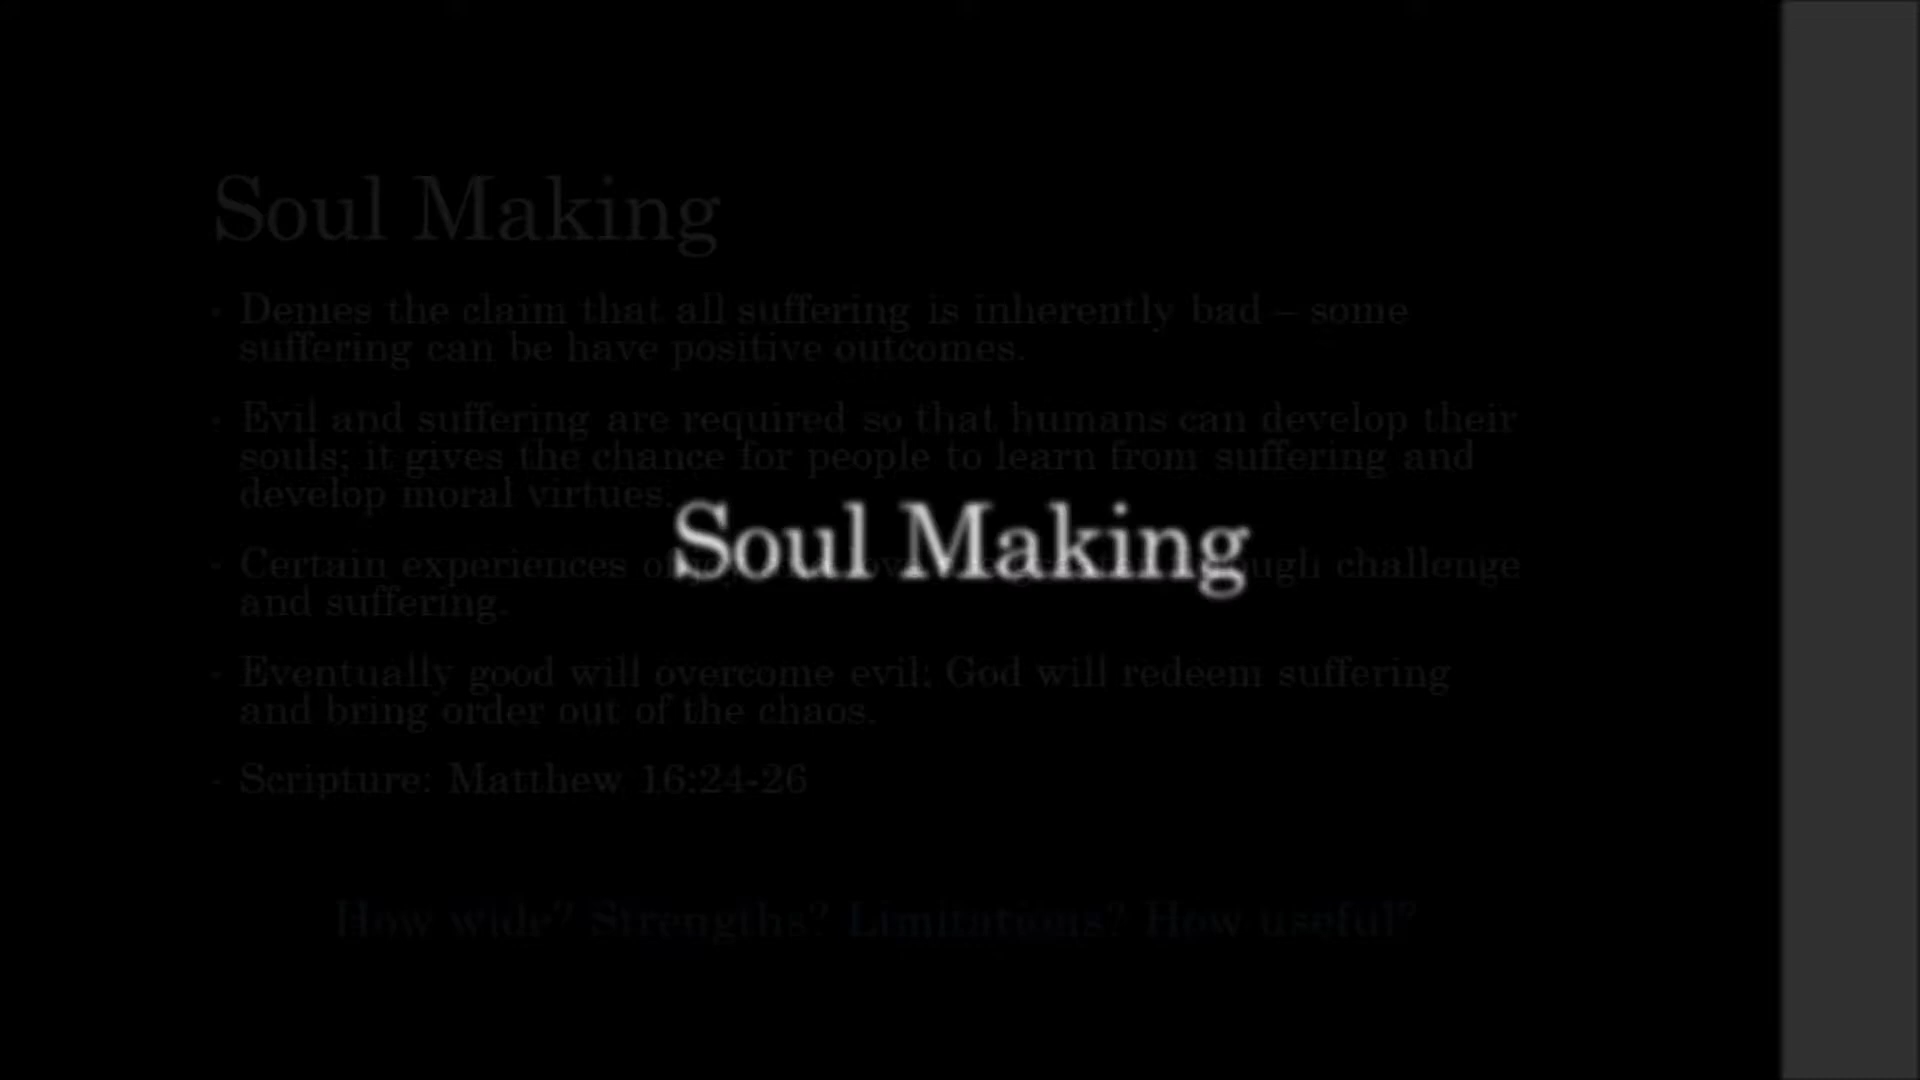 Soul Making
- Denies the claim that all suffering is inherently bad – some
suffering can be have positive outcomes.
- Evil and suffering are required so that humans can develop their
souls; it gives the chance for people to learn from suffering and
develop moral virtues.
Soul Making
- Certain experiences challenge
and suffering.
- Eventually good will overcome evil: God will redeem suffering
and bring order out of the chaos.
- Scripture: Matthew 16:24-26
How wide? Strengths? Limitations? How useful?